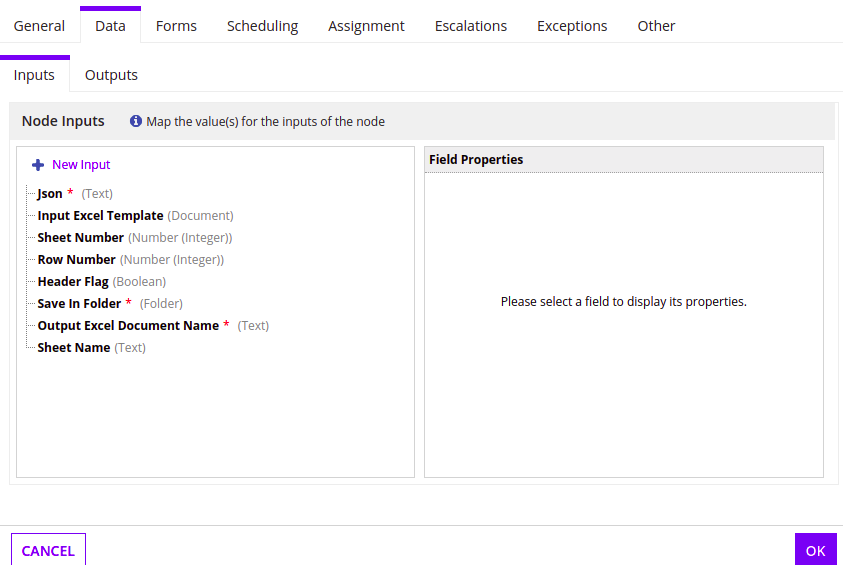 General Data Forms Scheduling Assignment Escalations Exceptions Other
Inputs Outputs
Node Inputs Map the value(s) for the inputs of the node
New Input
Json * (Text)
Input Excel Template (Document)
Sheet Number (Number (Integer))
Row Number (Number (Integer))
Header Flag (Boolean)
Save In Folder * (Folder)
Output Excel Document Name * (Text)
Sheet Name (Text)
Field Properties
Please select a field to display its properties.
CANCEL OK